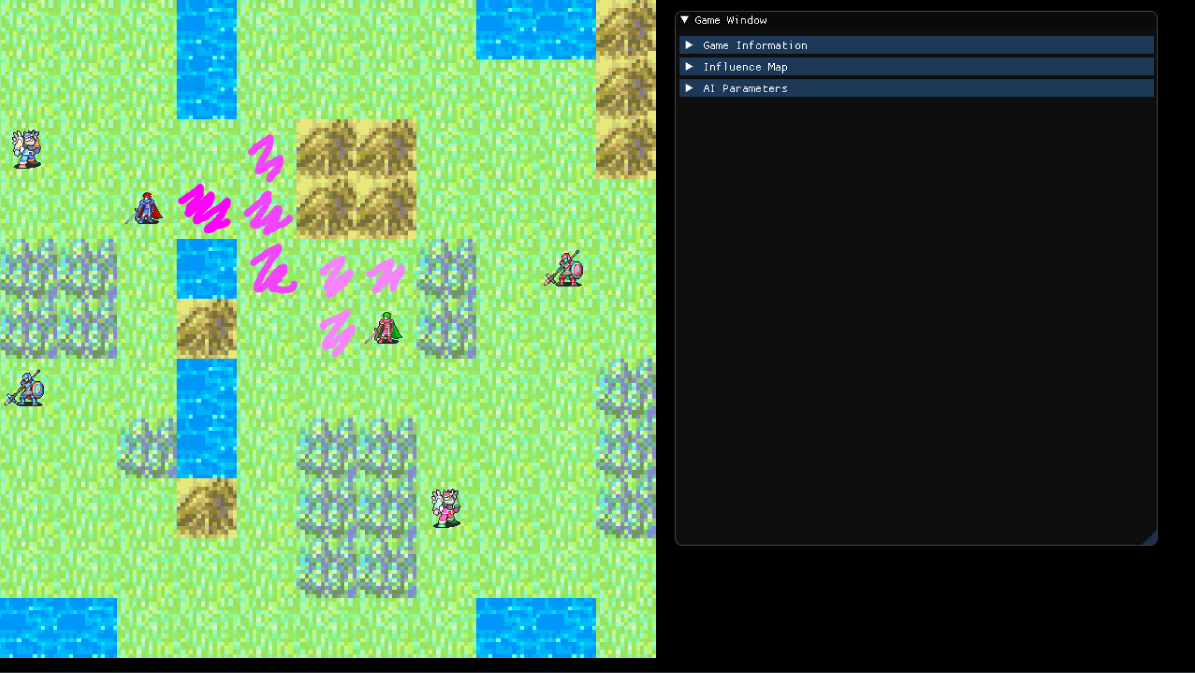 Game Window
Game Information
Influence Map
AI Parameters